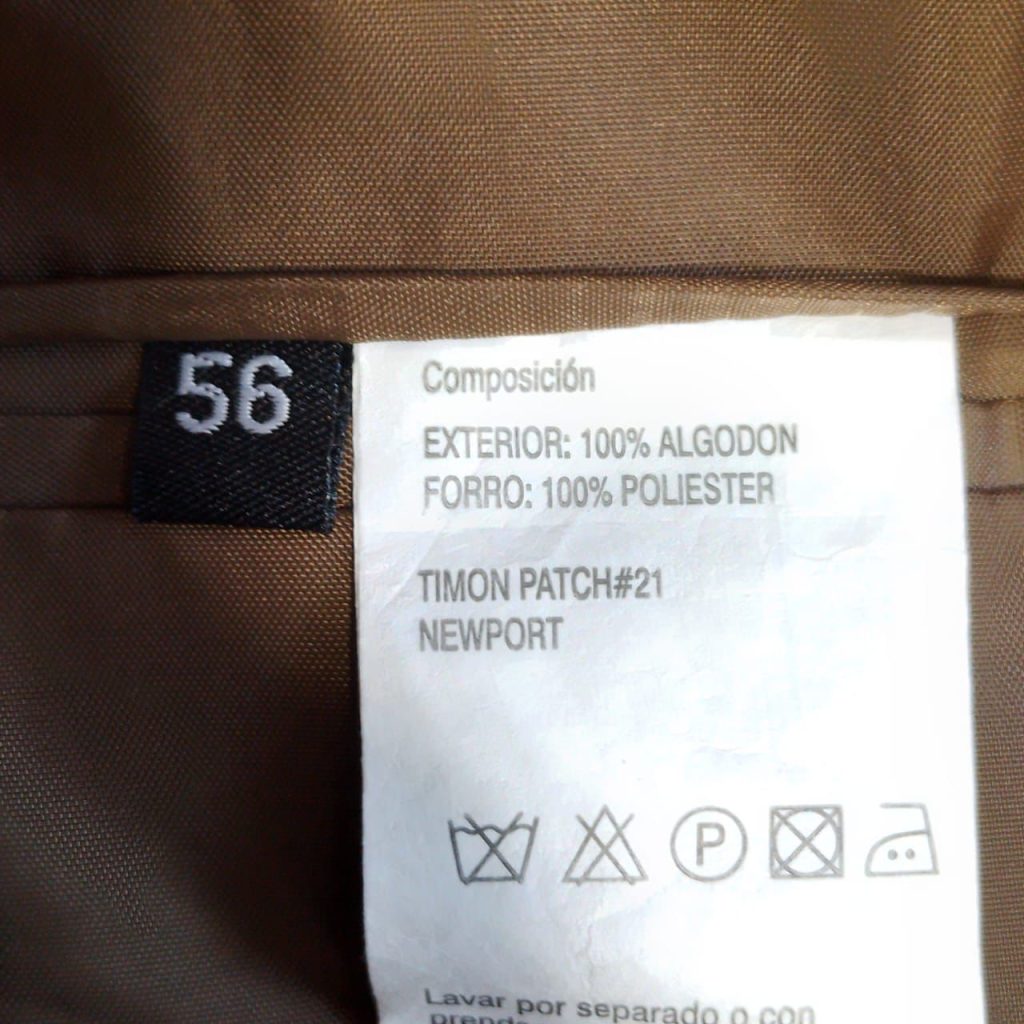 56
Composición
EXTERIOR: 100% ALGODON
FORRO: 100% POLIESTER
TIMON PATCH#21
NEWPORT
P
Lavar por separado o con